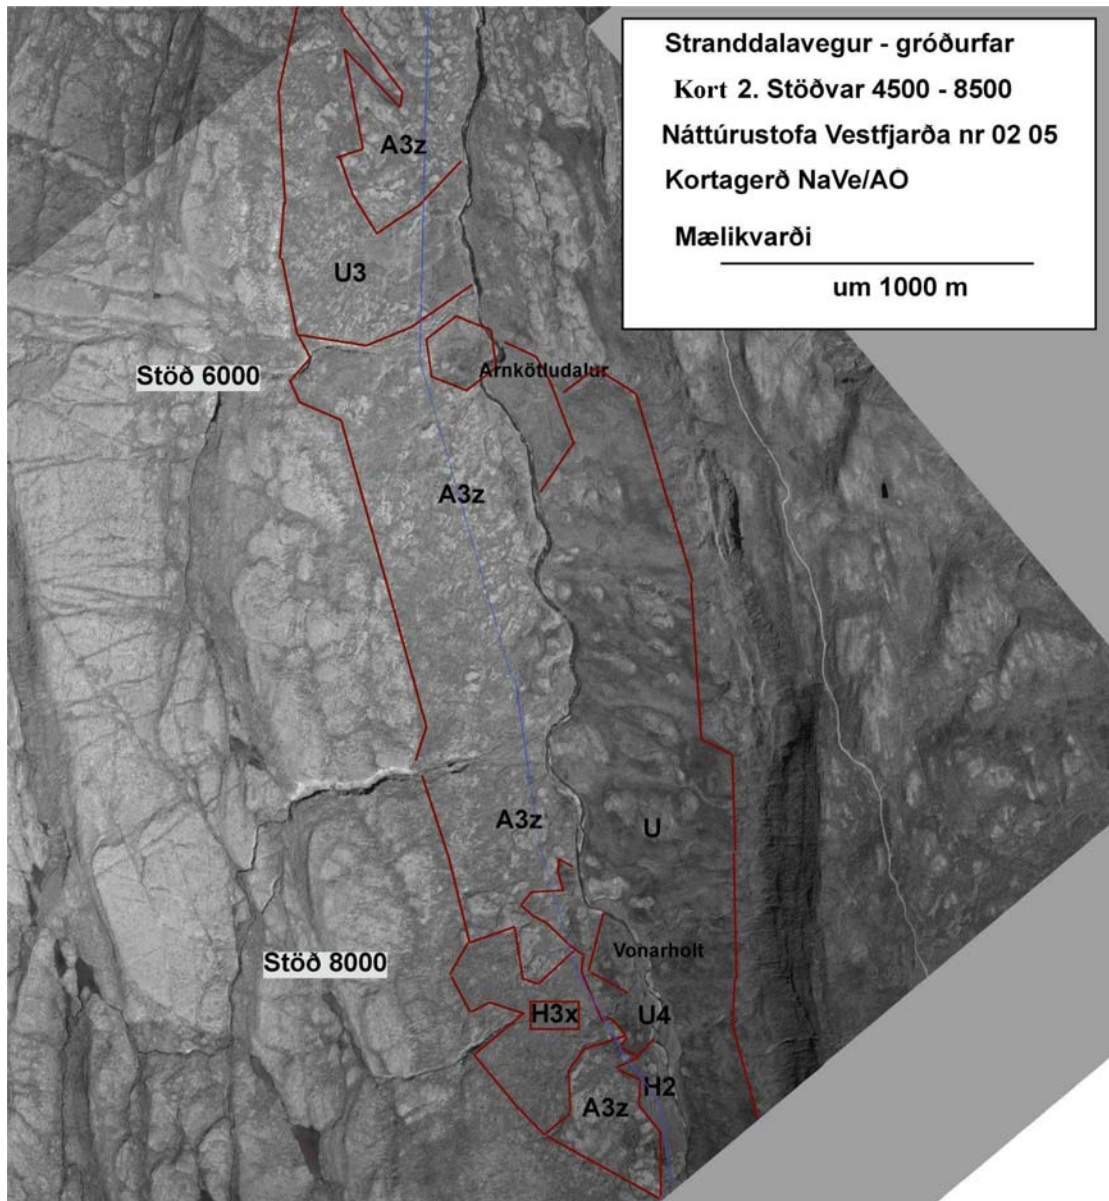 Stranddalavegur - gróðurfar
Kort 2. Stöðvar 4500 - 8500
Náttúrustofa Vestfjarða nr 02 05
Kortagerð NaVe/AÓ
Mælikvarði
um 1000 m
A3z
U3
Stöð 6000
Arnkötludalur
A3z
A3z
U
Vonarholt
Stöð 8000
H3x
U4
H2
A3z